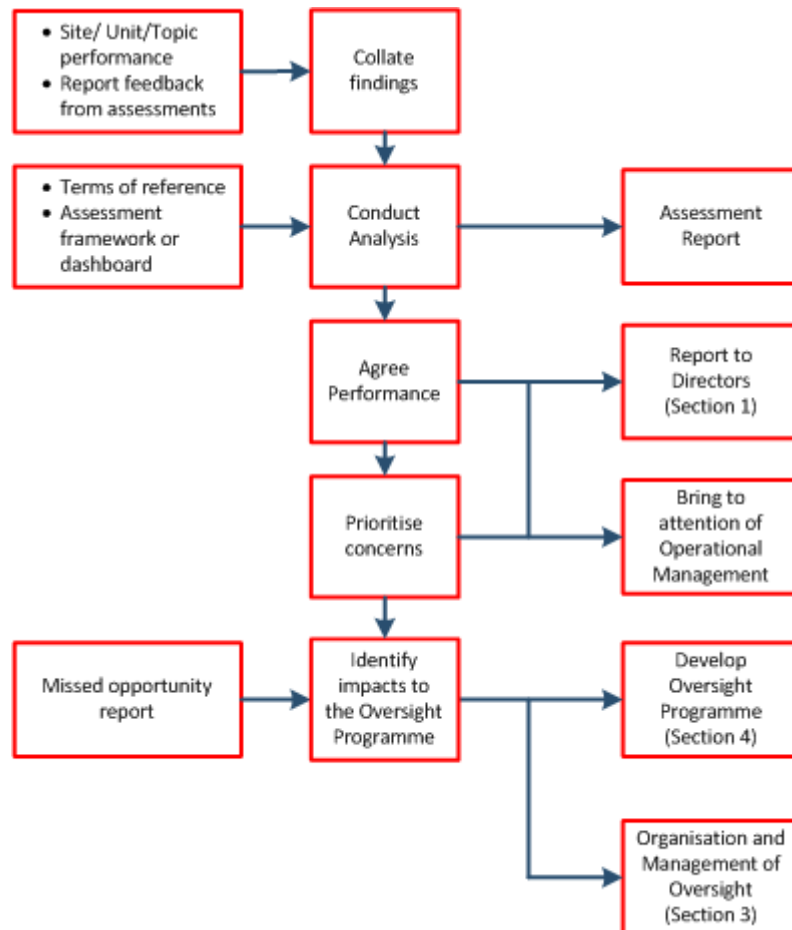 • Site/ Unit/Topic
performance
• Report feedback
from assessments
Collate
findings
• Terms of reference
• Assessment
framework or
dashboard
Conduct
Analysis
Assessment
Report
Agree
Performance
Report to
Directors
(Section 1)
Prioritise
concerns
Bring to
attention of
Operational
Management
Missed opportunity
report
Identify
impacts to
the Oversight
Programme
Develop
Oversight
Programme
(Section 4)
Organisation and
Management of
Oversight
(Section 3)